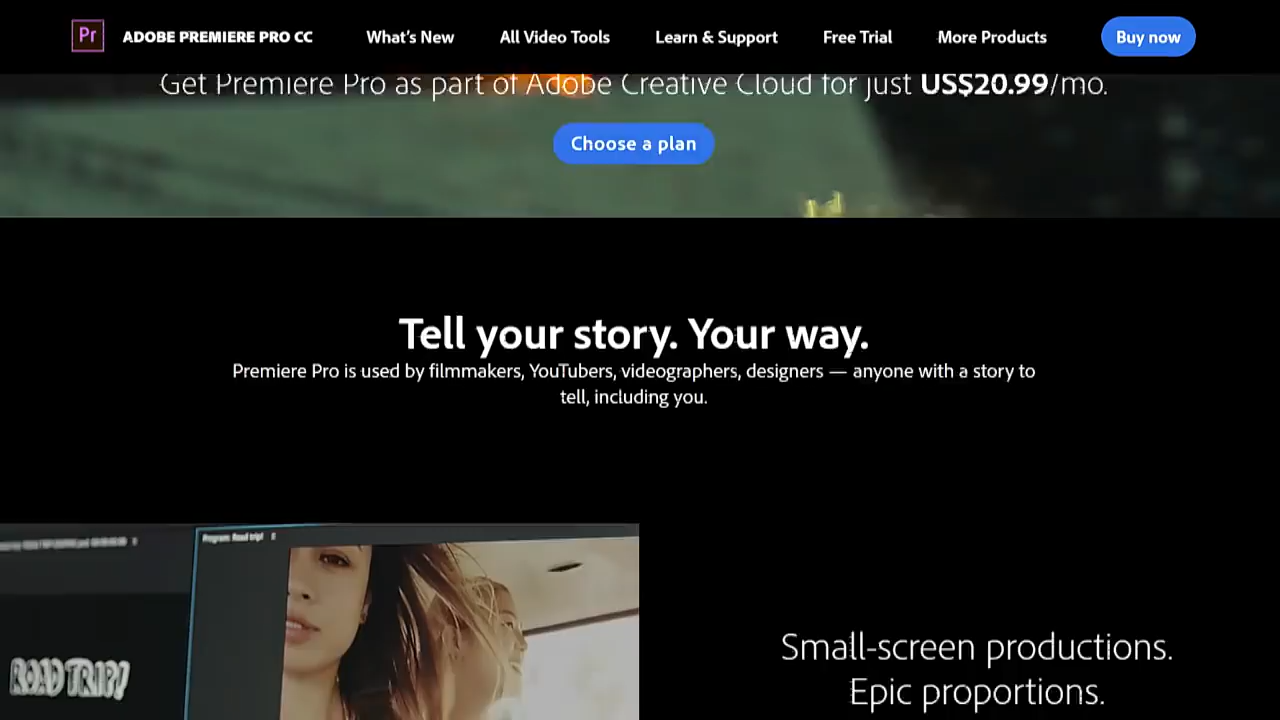 Pr
ADOBE PREMIERE PRO CC
What's New
All Video Tools
Learn & Support
Free Trial
More Products
Buy now
Get Premiere Pro as part of Adobe Creative Cloud for just US$20.99/mo.
Choose a plan
Tell your story. Your way.
Premiere Pro is used by filmmakers, YouTubers, videographers, designers — anyone with a story to
tell, including you.
Program: Road trip!
ROAD TRIP!
Small-screen productions.
Epic proportions.